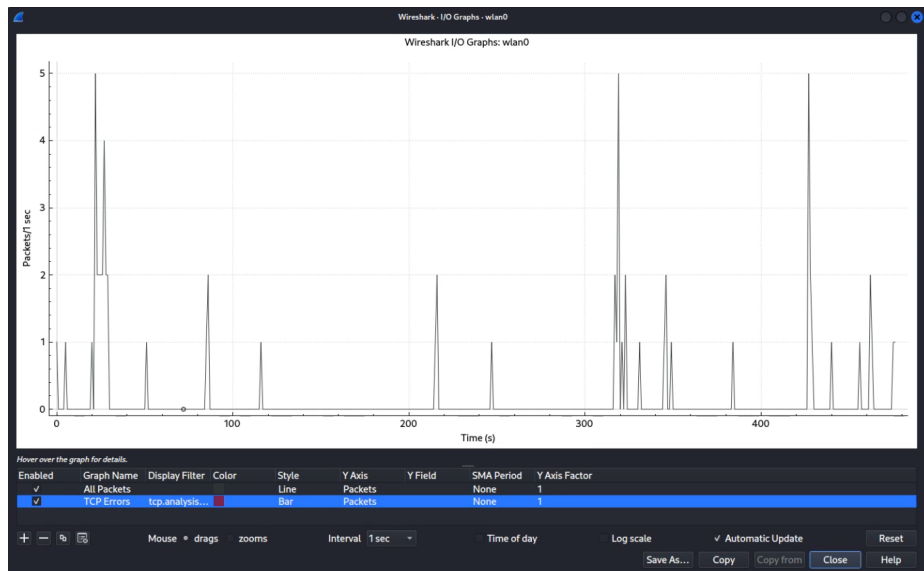 Wireshark · I/O Graphs · wlan0
Wireshark I/O Graphs: wlan0
Packets/1 sec
5
4
3
2
1
0
0 100 200 300 400
Time (s)
Hover over the graph for details.
Enabled Graph Name Display Filter Color Style Y Axis Y Field SMA Period Y Axis Factor
All Packets Line Packets None 1
TCP Errors tcp.analysis... Bar Packets None 1
Mouse drags zooms Interval 1 sec Time of day Log scale Automatic Update Reset
Save As... Copy Copy from Close Help